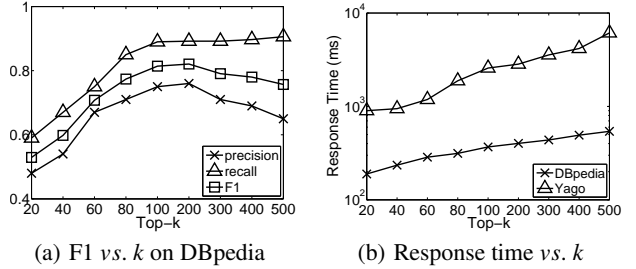 (a)
1
0.8
0.6
0.4
20 40 60 80 100 200 300 400 500
Top-k
precision
recall
F1
(a) F1 vs. k on DBpedia
(b)
Response Time (ms)
10^4
10^3
10^2
20 40 60 80 100 200 300 400 500
Top-k
DBpedia
Yago
(b) Response time vs. k